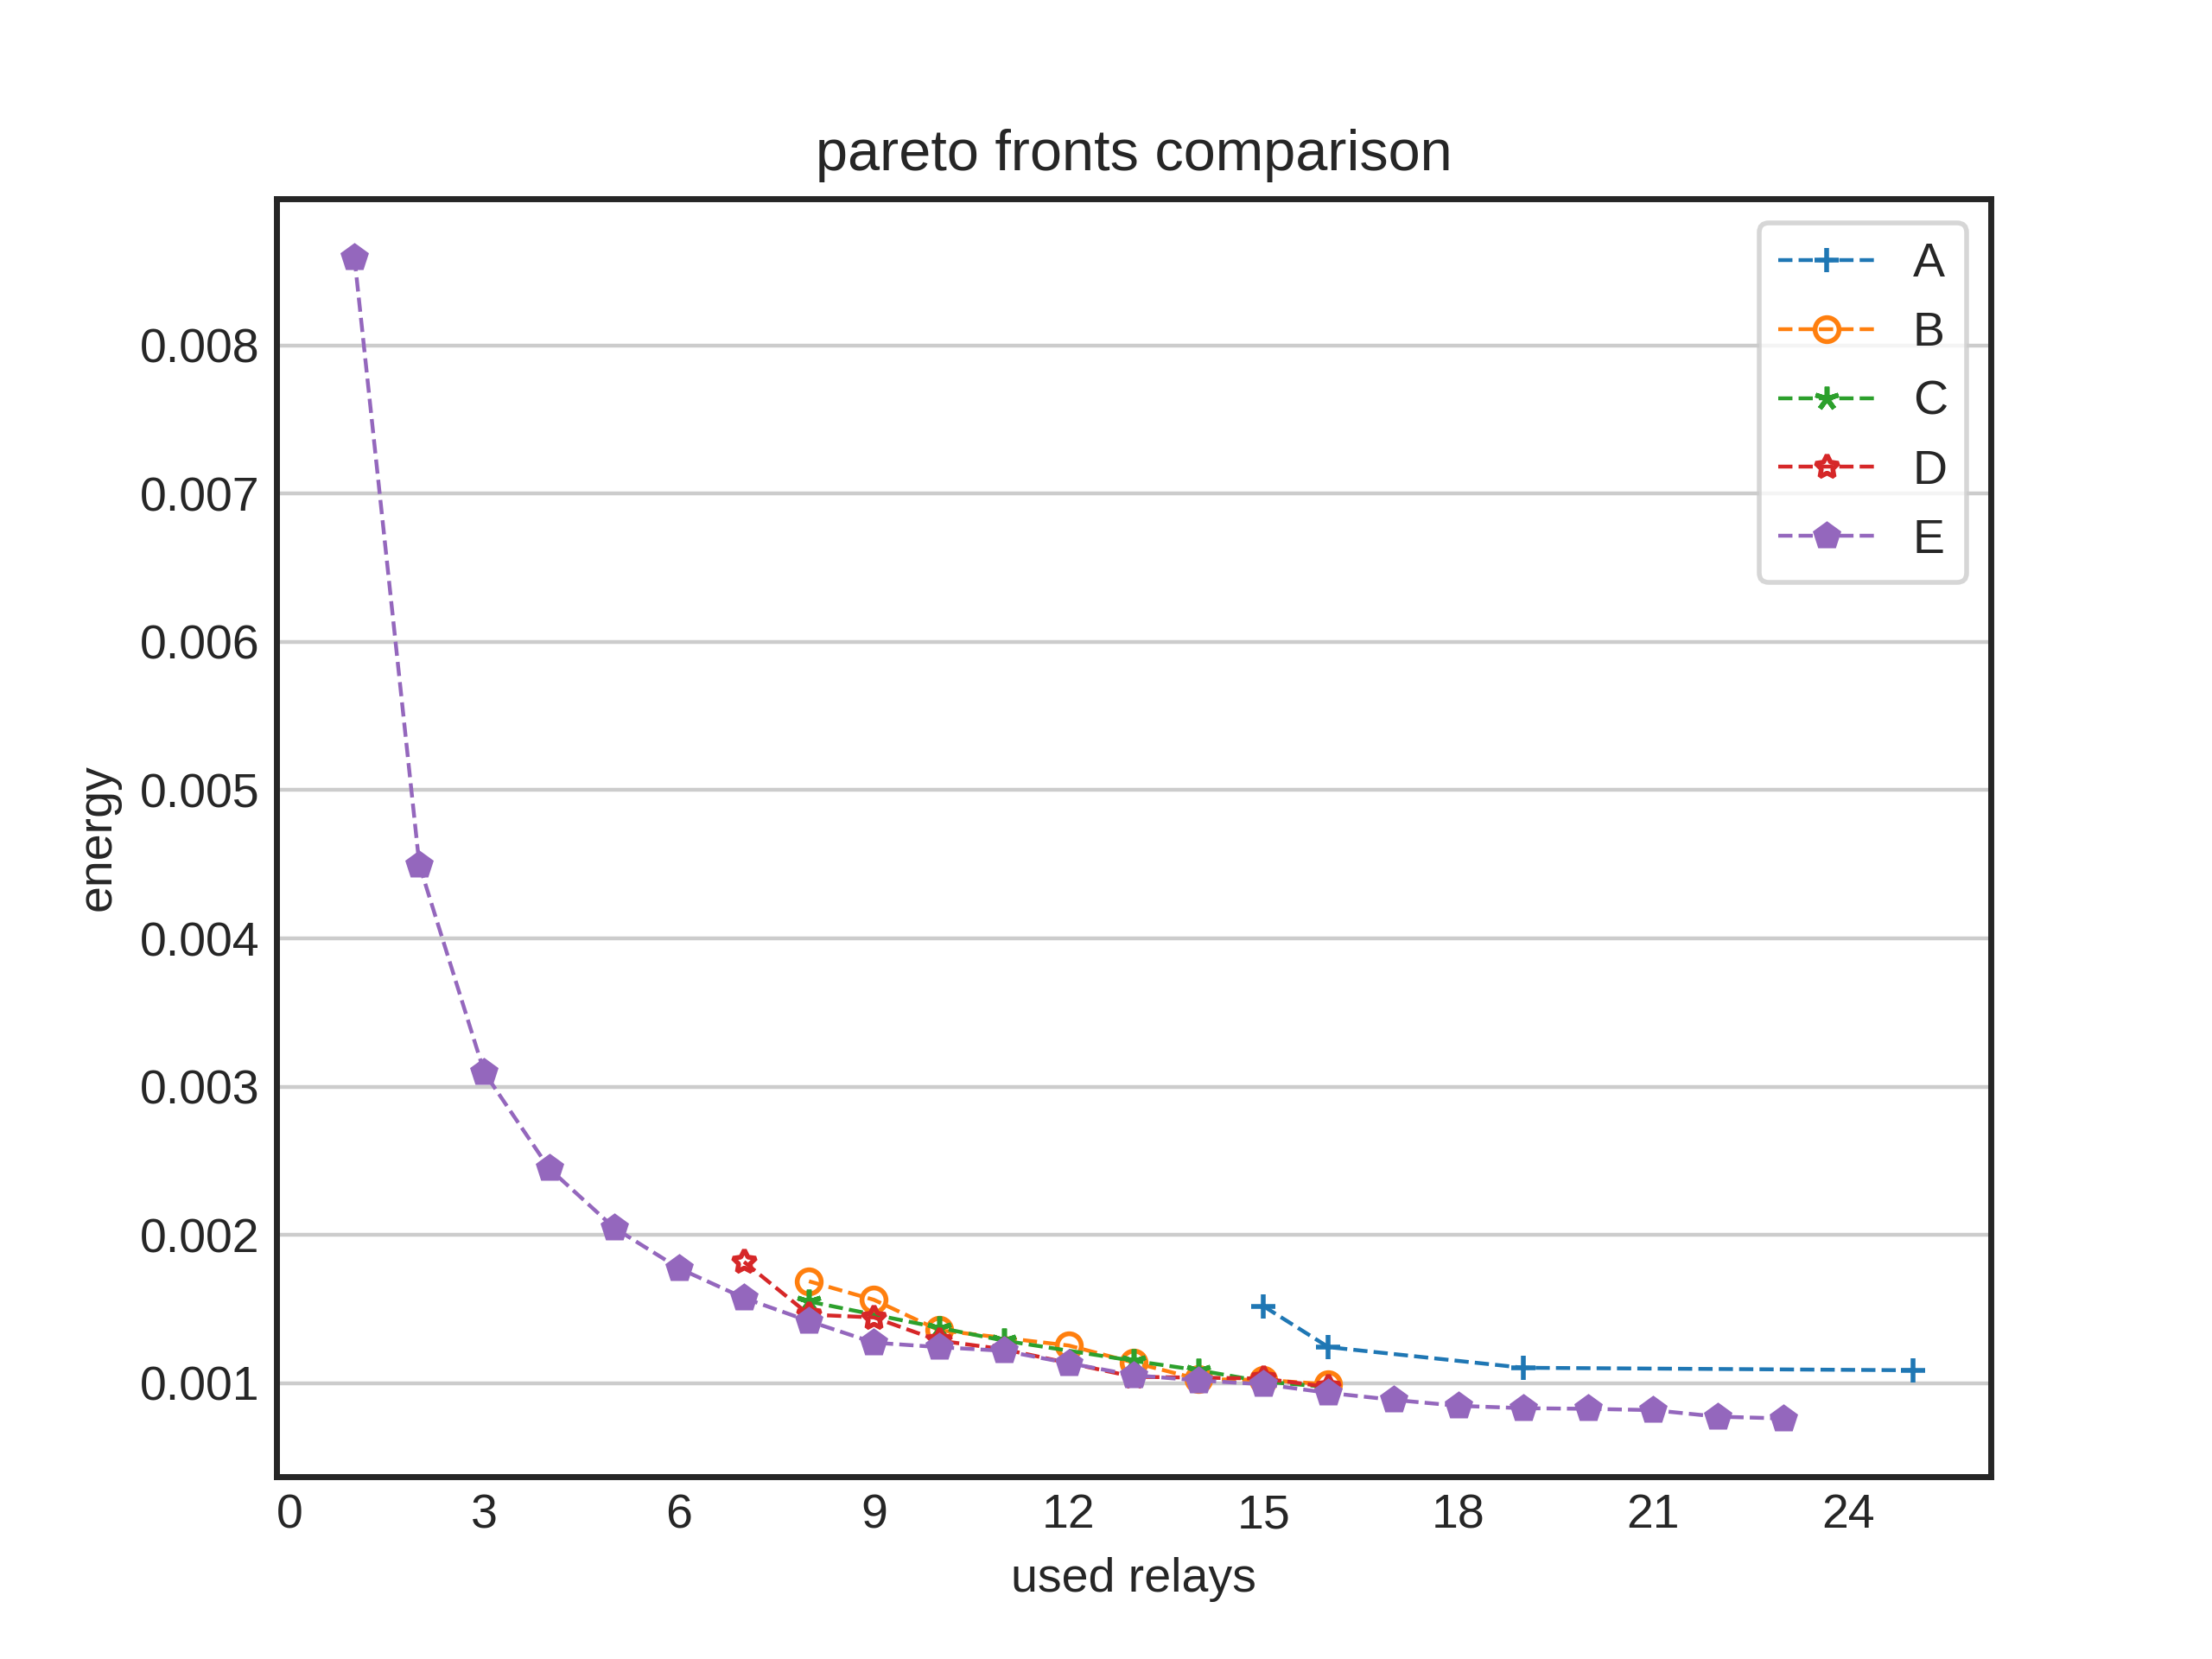 pareto fronts comparison
A
B
C
D
E
0.008
0.007
0.006
0.005
0.004
0.003
0.002
0.001
energy
0 3 6 9 12 15 18 21 24
used relays